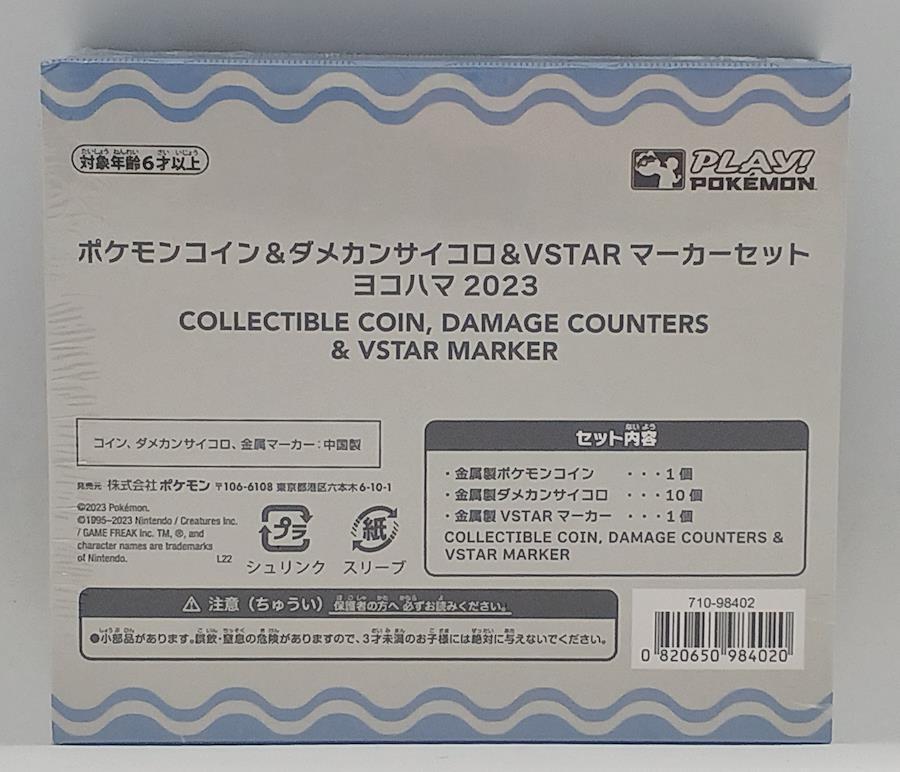 対象年齢6才以上
PLAY!
POKÉMON
ポケモンコイン&ダメカンサイコロ&VSTAR マーカーセット
ヨコハマ 2023
COLLECTIBLE COIN, DAMAGE COUNTERS
& VSTAR MARKER
コイン、ダメカンサイコロ、金属マーカー:中国製
発売元 株式会社 ポケモン 〒106-6108 東京都港区六本木6-10-1
©2023 Pokémon.
©1995–2023 Nintendo / Creatures Inc.
/ GAME FREAK Inc. TM, ®, and
character names are trademarks
of Nintendo.
L22
プラ
シュリンク
紙
スリーブ
セット内容
・金属製ポケモンコイン ・・・1個
・金属製ダメカンサイコロ ・・・10個
・金属製 VSTAR マーカー ・・・1個
COLLECTIBLE COIN, DAMAGE COUNTERS &
VSTAR MARKER
注意(ちゅうい) 保護者の方へ 必ずお読みください。
●小部品があります。誤飲・窒息の危険がありますので、3才未満のお子様には絶対に与えないでください。
710-98402
0 820650 984020